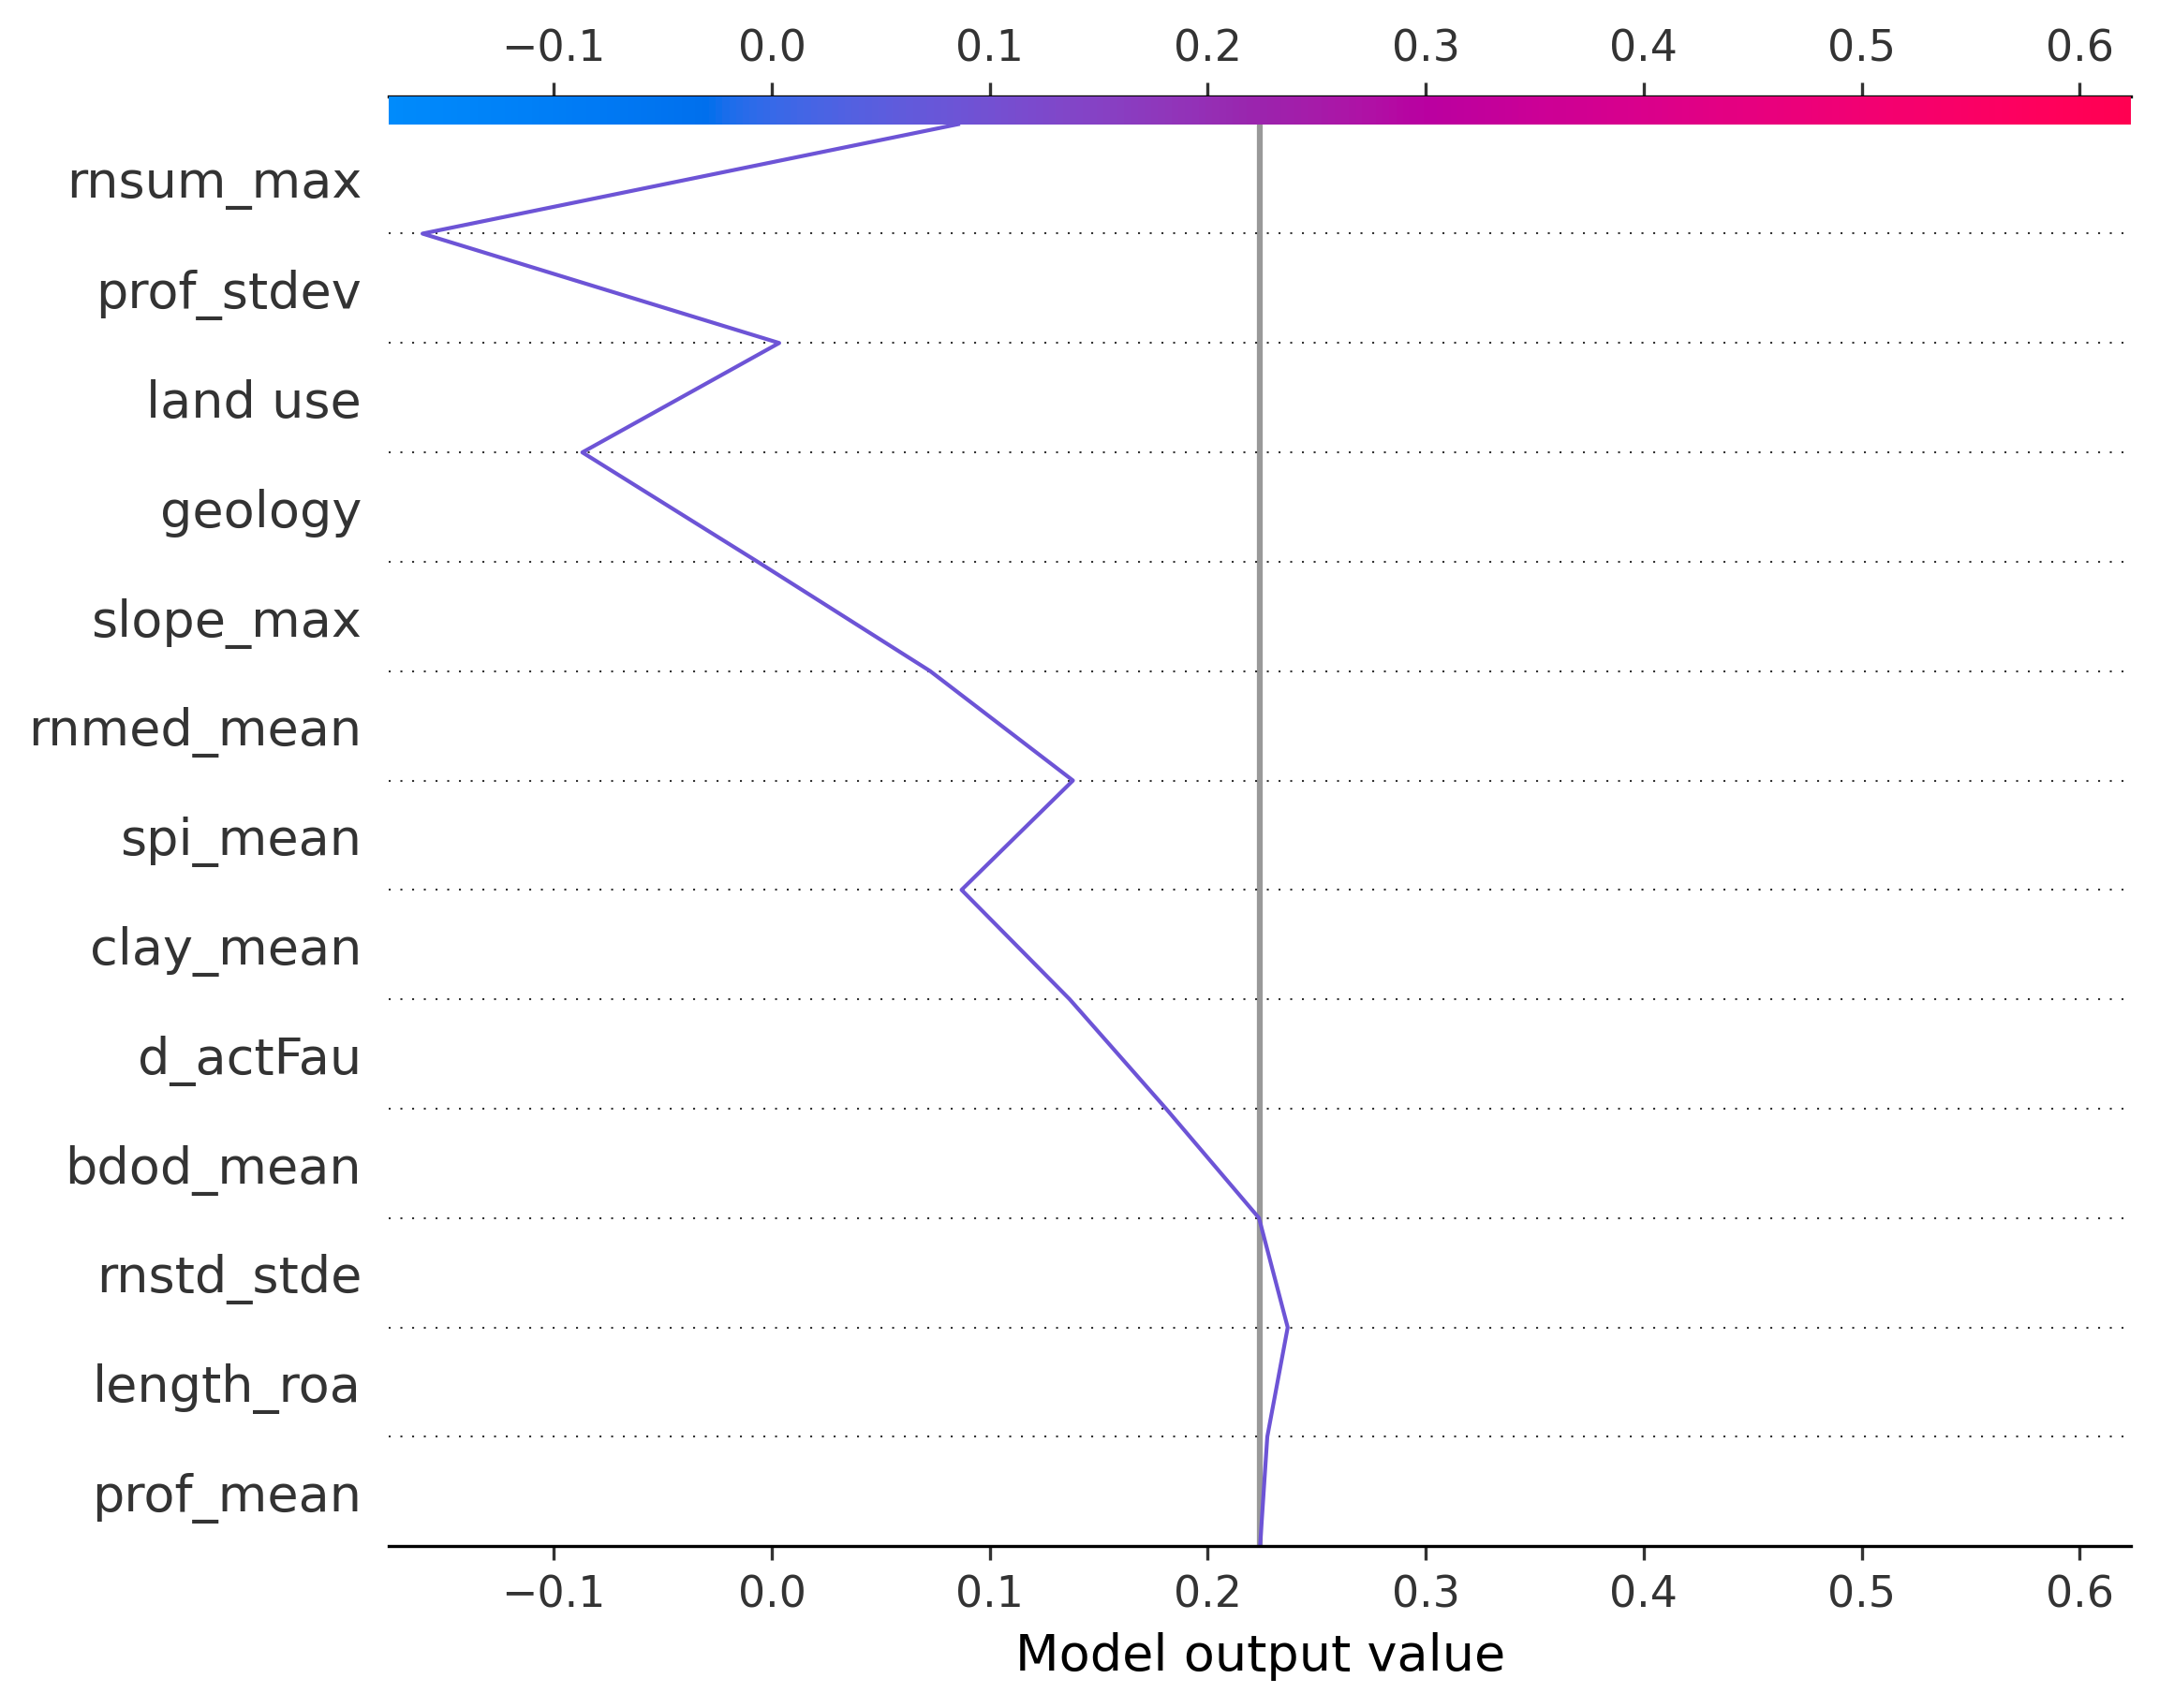 −0.1 0.0 0.1 0.2 0.3 0.4 0.5 0.6
rnsum_max
prof_stdev
land use
geology
slope_max
rnmed_mean
spi_mean
clay_mean
d_actFau
bdod_mean
rnstd_stde
length_roa
prof_mean
−0.1 0.0 0.1 0.2 0.3 0.4 0.5 0.6
Model output value